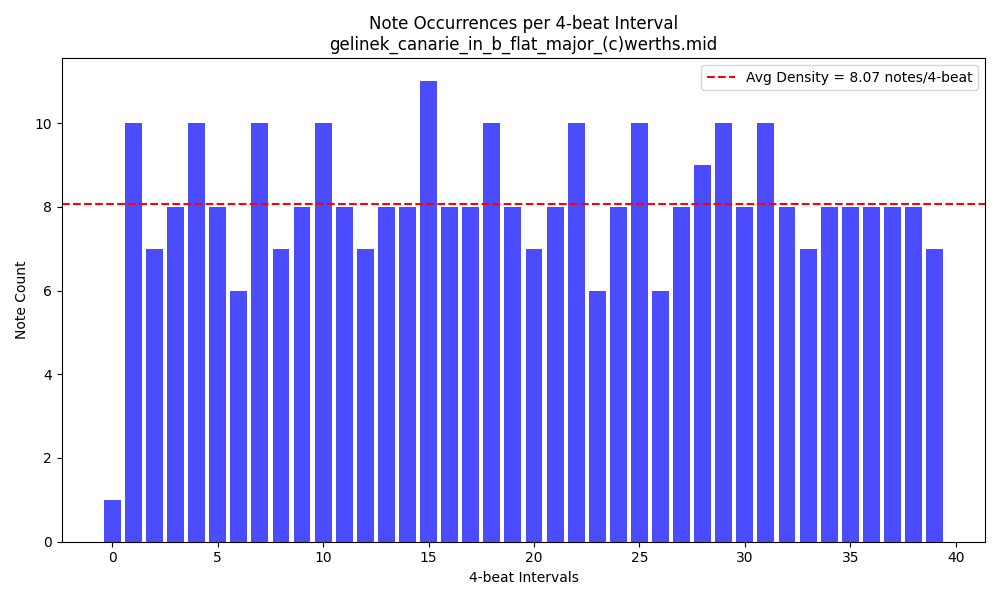 Note Occurrences per 4-beat Interval
gelinek_canarie_in_b_flat_major_(c)werths.mid
Avg Density = 8.07 notes/4-beat
Note Count
10
8
6
4
2
0
0 5 10 15 20 25 30 35 40
4-beat Intervals